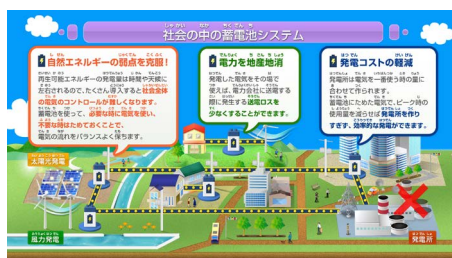 社会の中の蓄電池システム
自然エネルギーの弱点を克服!
再生可能エネルギーの発電量は時間や天候に
左右されるので、たくさん導入すると社会全体
の電気のコントロールが難しくなります。
蓄電池を使って、必要な時に電気を使い、
不要な時はためておくことで、
電気の流れをバランスよく保ちます。
電力を地産地消
発電した電気をその場で
使えば、電力会社に送電する
際に発生する送電ロスを
少なくすることができます。
発電コストの軽減
発電所は電気を一番使う時の量に
合わせて作られます。
蓄電池にためた電気で、ピーク時の
使用量を減らせば発電所を作り
すぎず、効率的な発電ができます。
太陽光発電
風力発電
発電所